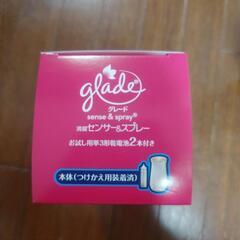 glade
グレード
sense & spray®
消臭センサー&スプレー
お試し用単3形乾電池2本付き
本体(つけかえ用装着済)